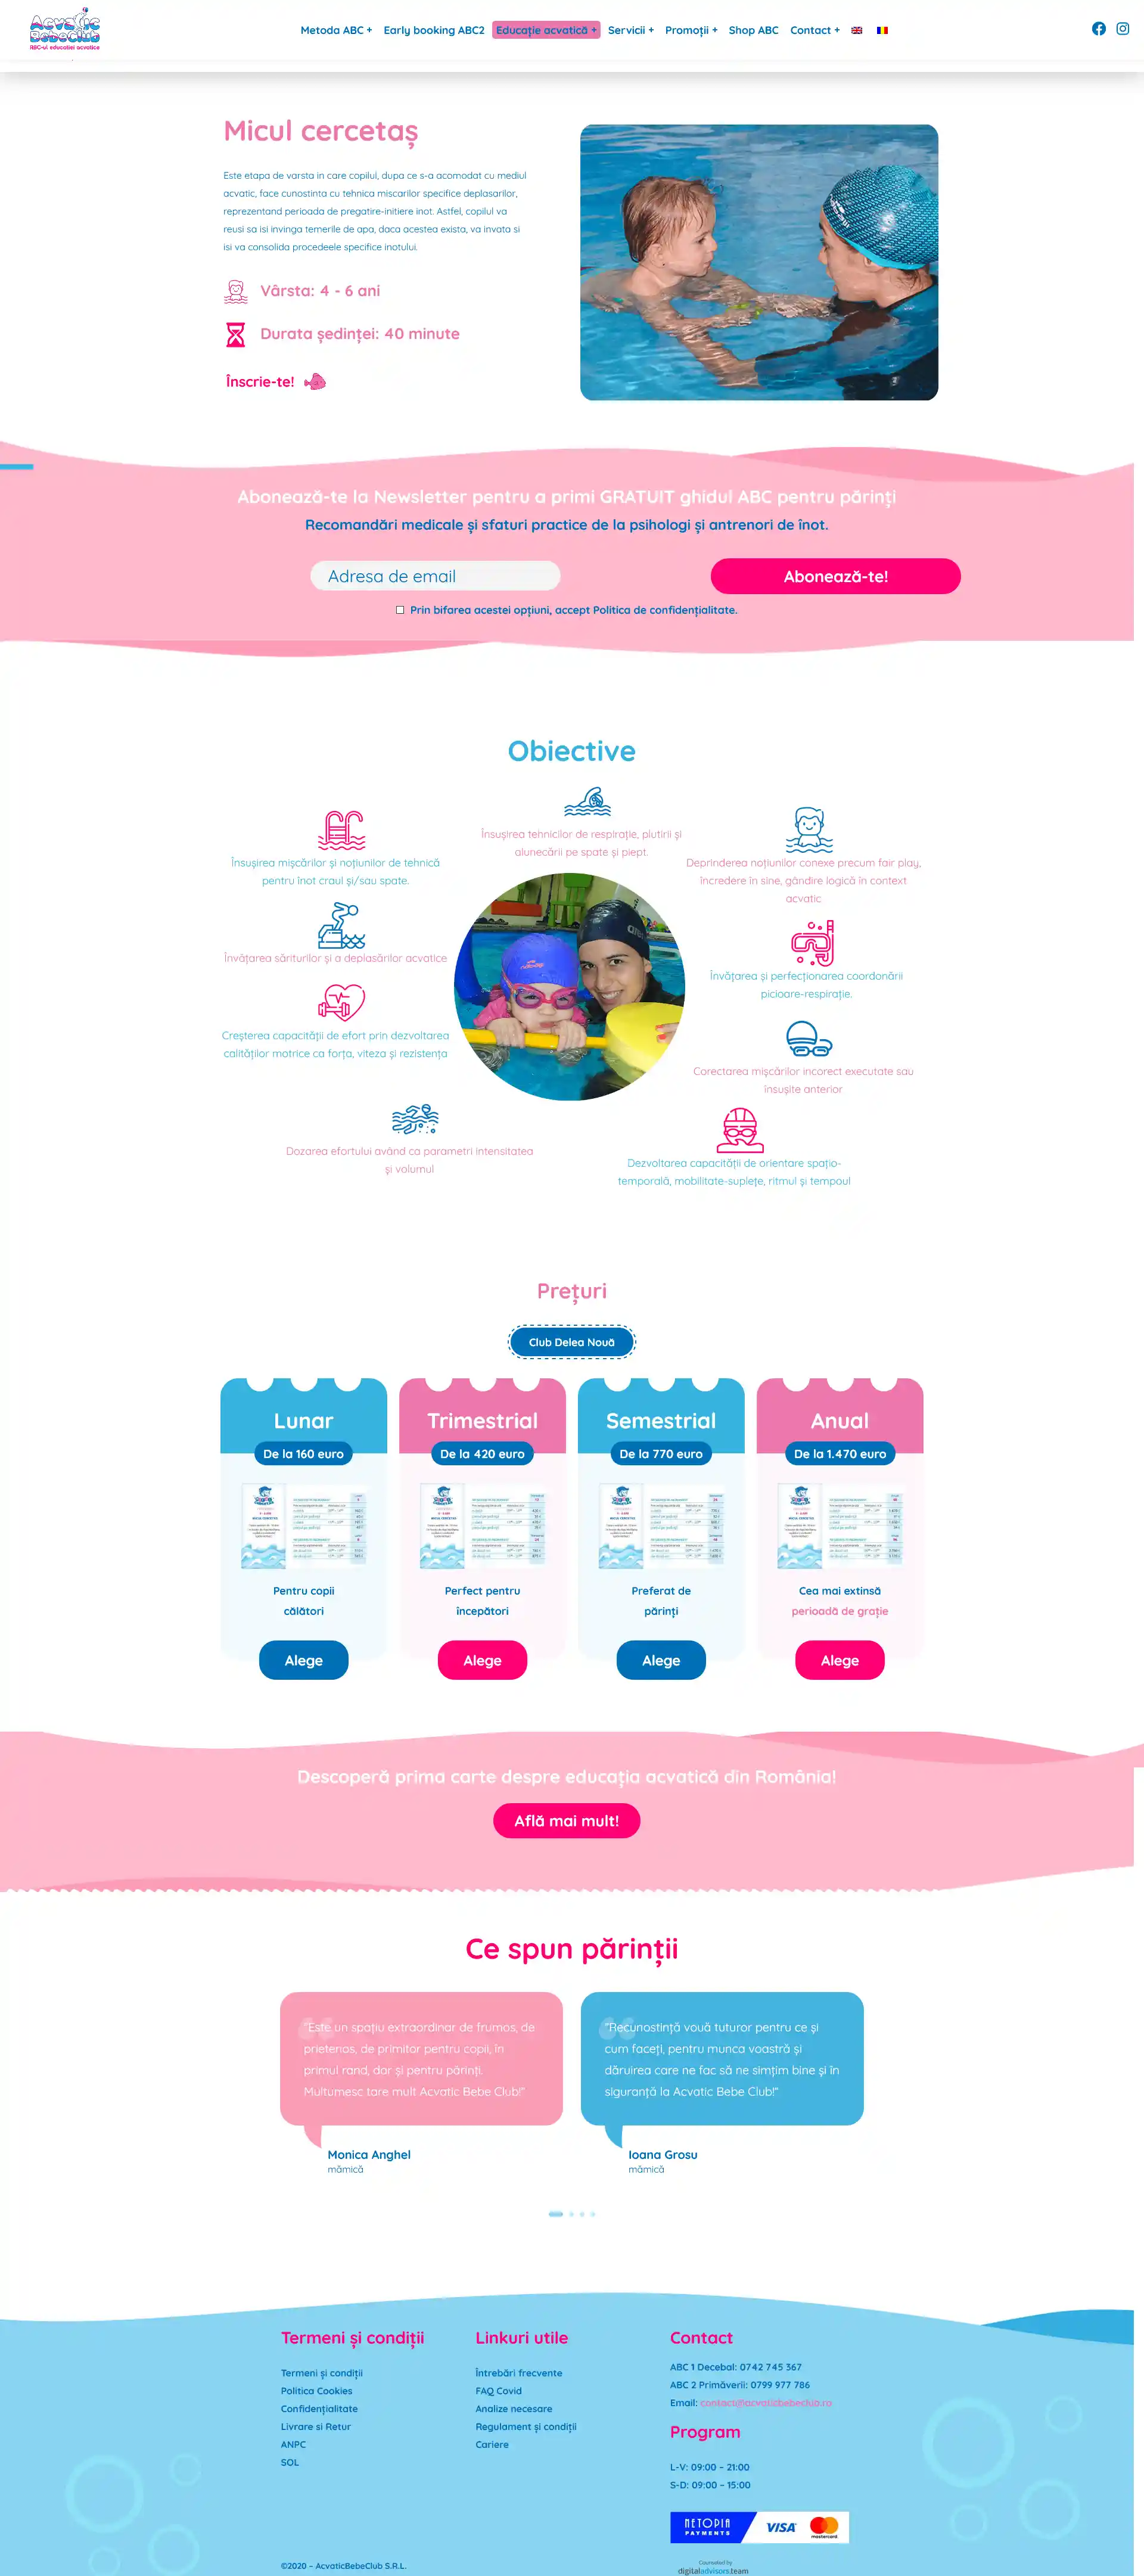 Acvatic
BebeClub
ABC-ul educatiei acvatice
Metoda ABC +
Early booking ABC2
Educație acvatică +
Servicii +
Promoții +
Shop ABC
Contact +
Micul cercetaș
Este etapa de varsta in care copilul, dupa ce s-a acomodat cu mediul
acvatic, face cunostinta cu tehnica miscarilor specifice deplasarilor,
reprezentand perioada de pregatire-initiere inot. Astfel, copilul va
reusi sa isi invinga temerile de apa, daca acestea exista, va invata si
isi va consolida procedeele specifice inotului.
Vârsta: 4 - 6 ani
Durata ședinței: 40 minute
Înscrie-te!
Abonează-te la Newsletter pentru a primi GRATUIT ghidul ABC pentru părinți
Recomandări medicale și sfaturi practice de la psihologi și antrenori de înot.
Adresa de email
Abonează-te!
Prin bifarea acestei opțiuni, accept Politica de confidențialitate.
Obiective
Însușirea tehnicilor de respirație, plutirii și
alunecării pe spate și piept.
Însușirea mișcărilor și noțiunilor de tehnică
pentru înot craul și/sau spate.
Deprinderea noțiunilor conexe precum fair play,
încredere în sine, gândire logică în context
acvatic
Învățarea săriturilor și a deplasărilor acvatice
Învățarea și perfecționarea coordonării
picioare-respirație.
Creșterea capacității de efort prin dezvoltarea
calităților motrice ca forța, viteza și rezistența
Corectarea mișcărilor incorect executate sau
însușite anterior
Dozarea efortului având ca parametri intensitatea
și volumul
Dezvoltarea capacității de orientare spațio-
temporală, mobilitate-suplețe, ritmul și tempoul
Prețuri
Club Delea Nouă
Lunar
De la 160 euro
Pentru copii
călători
Alege
Trimestrial
De la 420 euro
Perfect pentru
începători
Alege
Semestrial
De la 770 euro
Preferat de
părinți
Alege
Anual
De la 1.470 euro
Cea mai extinsă
perioadă de grație
Alege
Descoperă prima carte despre educația acvatică din România!
Află mai mult!
Ce spun părinții
"Este un spațiu extraordinar de frumos, de
prietenos, de primitor pentru copii, în
primul rand, dar și pentru părinți.
Multumesc tare mult Acvatic Bebe Club!"
Monica Anghel
mămică
"Recunostință vouă tuturor pentru ce și
cum faceți, pentru munca voastră și
dăruirea care ne fac să ne simțim bine și în
siguranță la Acvatic Bebe Club!"
Ioana Grosu
mămică
Termeni și condiții
Termeni și condiții
Politica Cookies
Confidențialitate
Livrare si Retur
ANPC
SOL
Linkuri utile
Întrebări frecvente
FAQ Covid
Analize necesare
Regulament și condiții
Cariere
Contact
ABC 1 Decebal: 0742 745 367
ABC 2 Primăverii: 0799 977 786
Email: contact@acvaticbebeclub.ro
Program
L-V: 09:00 – 21:00
S-D: 09:00 – 15:00
NETOPIA
PAYMENTS
VISA
mastercard
©2020 – AcvaticBebeClub S.R.L.
digitaladvisors.team